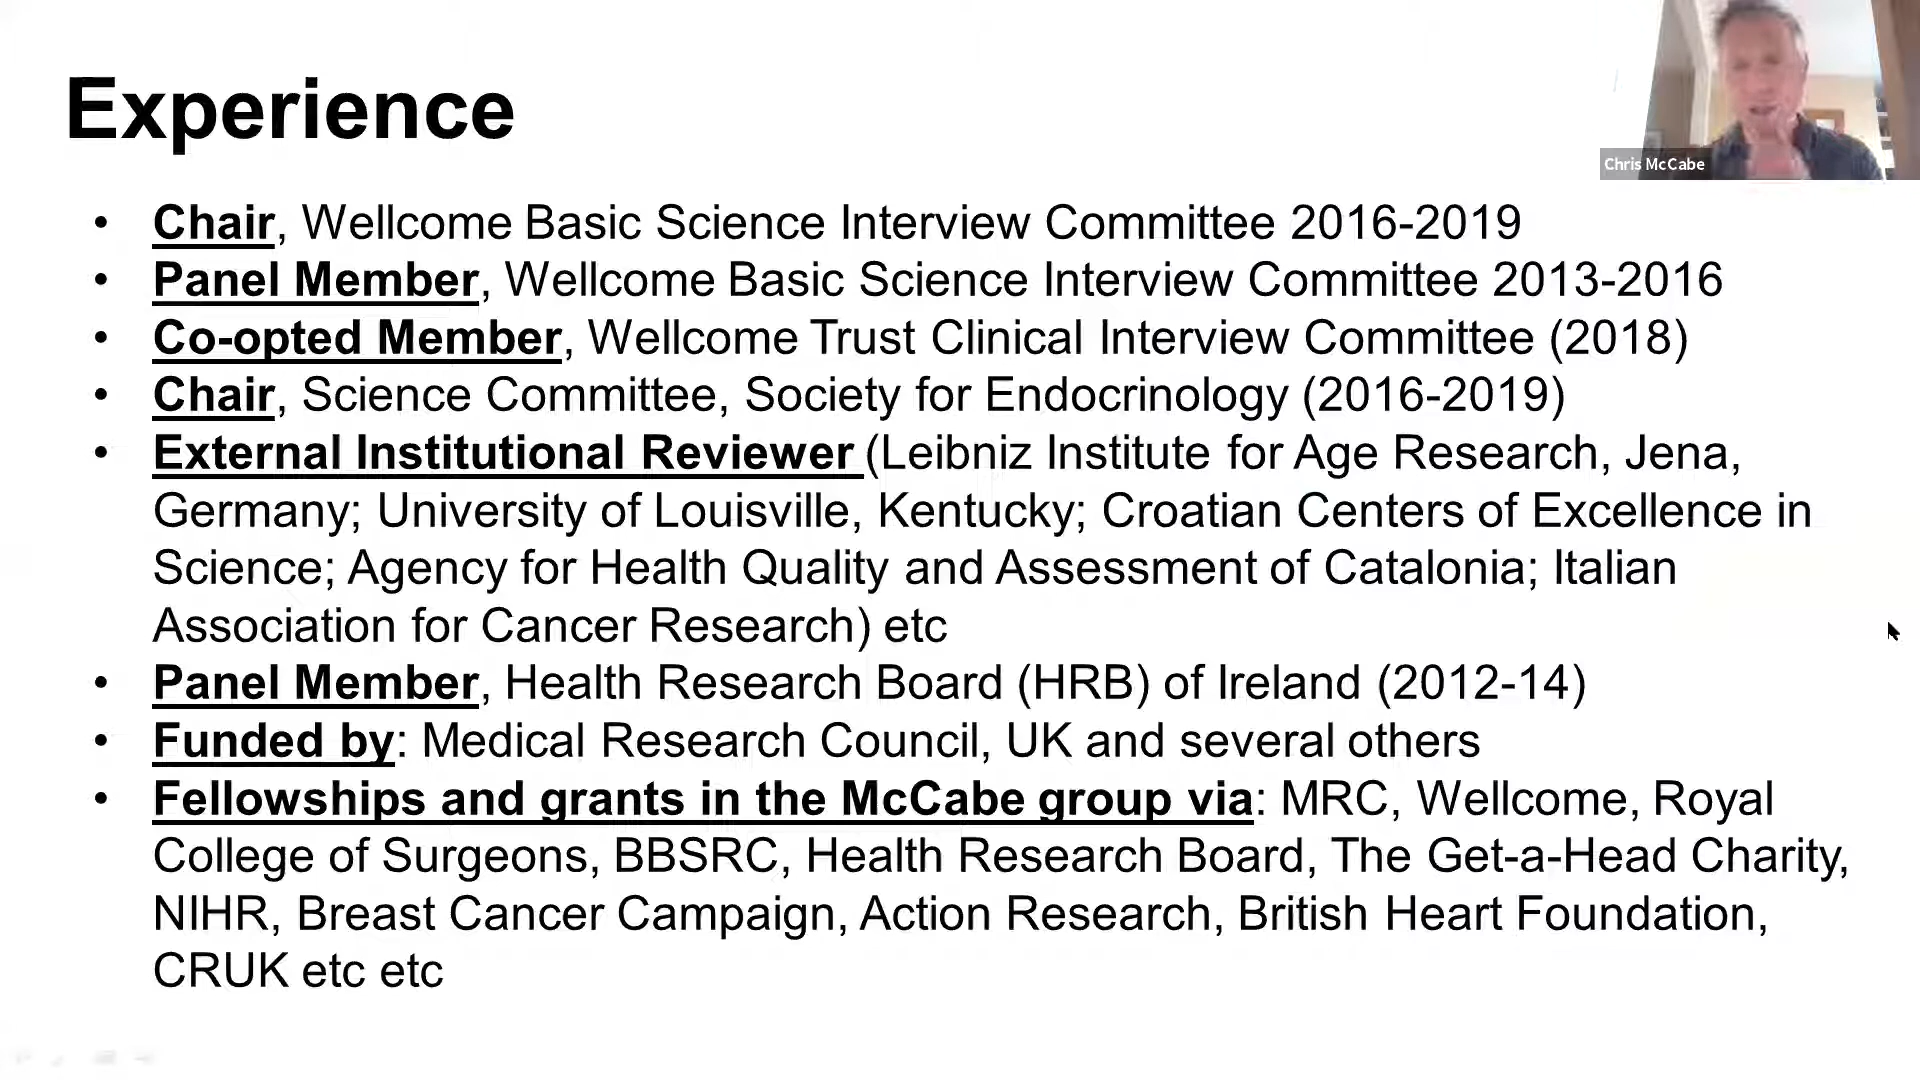 Experience
Chris McCabe
• Chair, Wellcome Basic Science Interview Committee 2016-2019
• Panel Member, Wellcome Basic Science Interview Committee 2013-2016
• Co-opted Member, Wellcome Trust Clinical Interview Committee (2018)
• Chair, Science Committee, Society for Endocrinology (2016-2019)
• External Institutional Reviewer (Leibniz Institute for Age Research, Jena,
Germany; University of Louisville, Kentucky; Croatian Centers of Excellence in
Science; Agency for Health Quality and Assessment of Catalonia; Italian
Association for Cancer Research) etc
• Panel Member, Health Research Board (HRB) of Ireland (2012-14)
• Funded by: Medical Research Council, UK and several others
• Fellowships and grants in the McCabe group via: MRC, Wellcome, Royal
College of Surgeons, BBSRC, Health Research Board, The Get-a-Head Charity,
NIHR, Breast Cancer Campaign, Action Research, British Heart Foundation,
CRUK etc etc